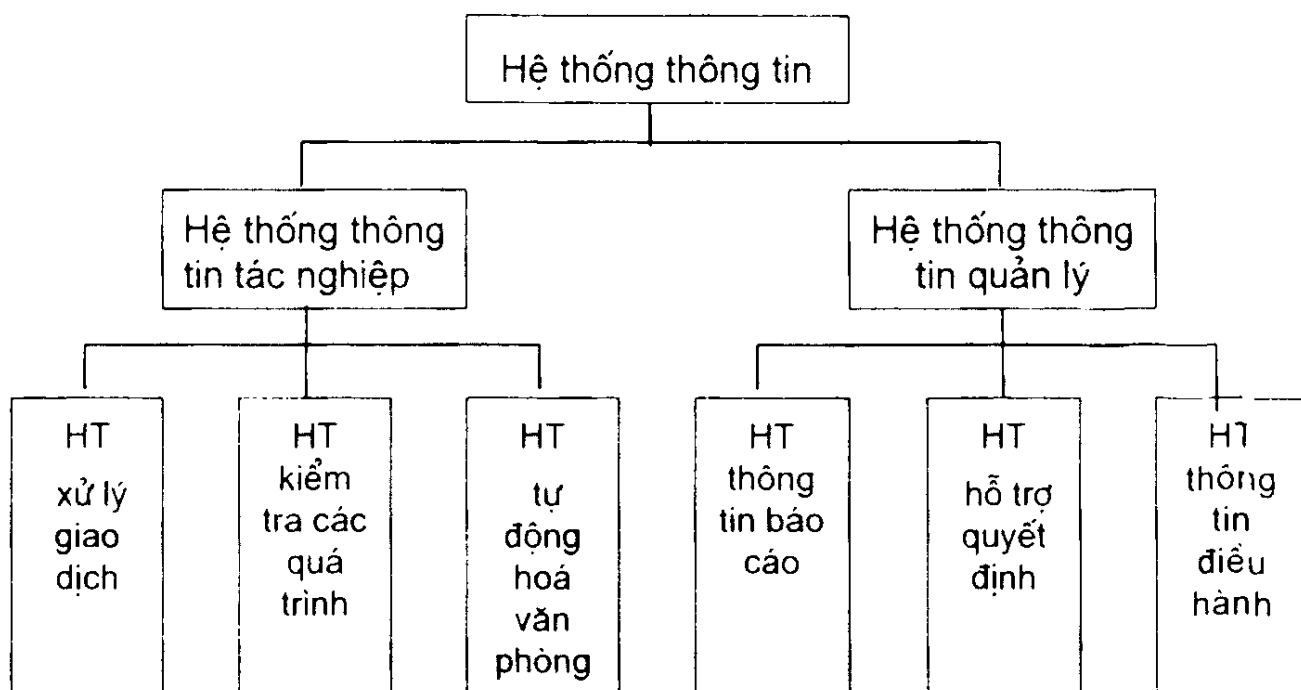 Hệ thống thông tin
Hệ thống thông
tin tác nghiệp
Hệ thống thông
tin quản lý
HT
xử lý
giao
dịch
HT
kiểm
tra các
quá
trình
HT
tự
động
hoá
văn
phòng
HT
thông
tin báo
cáo
HT
hỗ trợ
quyết
định
HT
thông
tin
điều
hành